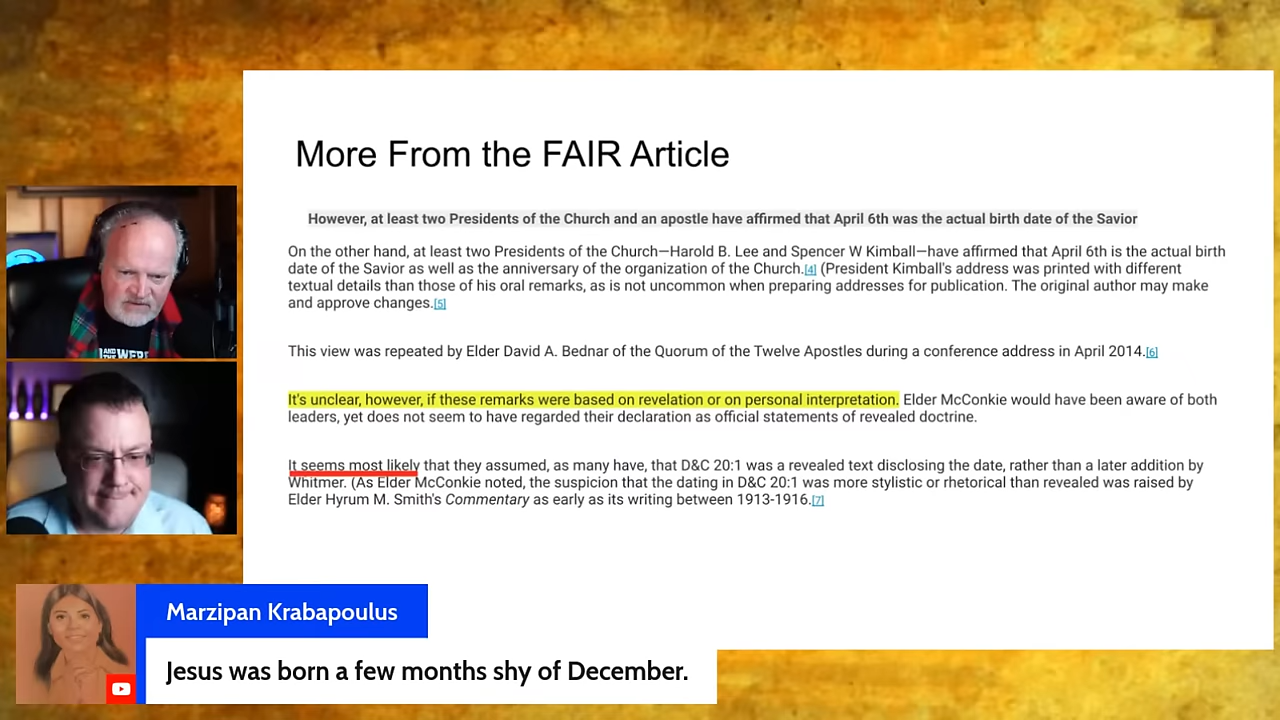 More From the FAIR Article
However, at least two Presidents of the Church and an apostle have affirmed that April 6th was the actual birth date of the Savior
On the other hand, at least two Presidents of the Church—Harold B. Lee and Spencer W Kimball—have affirmed that April 6th is the actual birth
date of the Savior as well as the anniversary of the organization of the Church.[4] (President Kimball's address was printed with different
textual details than those of his oral remarks, as is not uncommon when preparing addresses for publication. The original author may make
and approve changes.[5]
This view was repeated by Elder David A. Bednar of the Quorum of the Twelve Apostles during a conference address in April 2014.[6]
It's unclear, however, if these remarks were based on revelation or on personal interpretation. Elder McConkie would have been aware of both
leaders, yet does not seem to have regarded their declaration as official statements of revealed doctrine.
It seems most likely that they assumed, as many have, that D&C 20:1 was a revealed text disclosing the date, rather than a later addition by
Whitmer. (As Elder McConkie noted, the suspicion that the dating in D&C 20:1 was more stylistic or rhetorical than revealed was raised by
Elder Hyrum M. Smith's Commentary as early as its writing between 1913-1916.[7]
AND THE
Marzipan Krabapoulus
Jesus was born a few months shy of December.